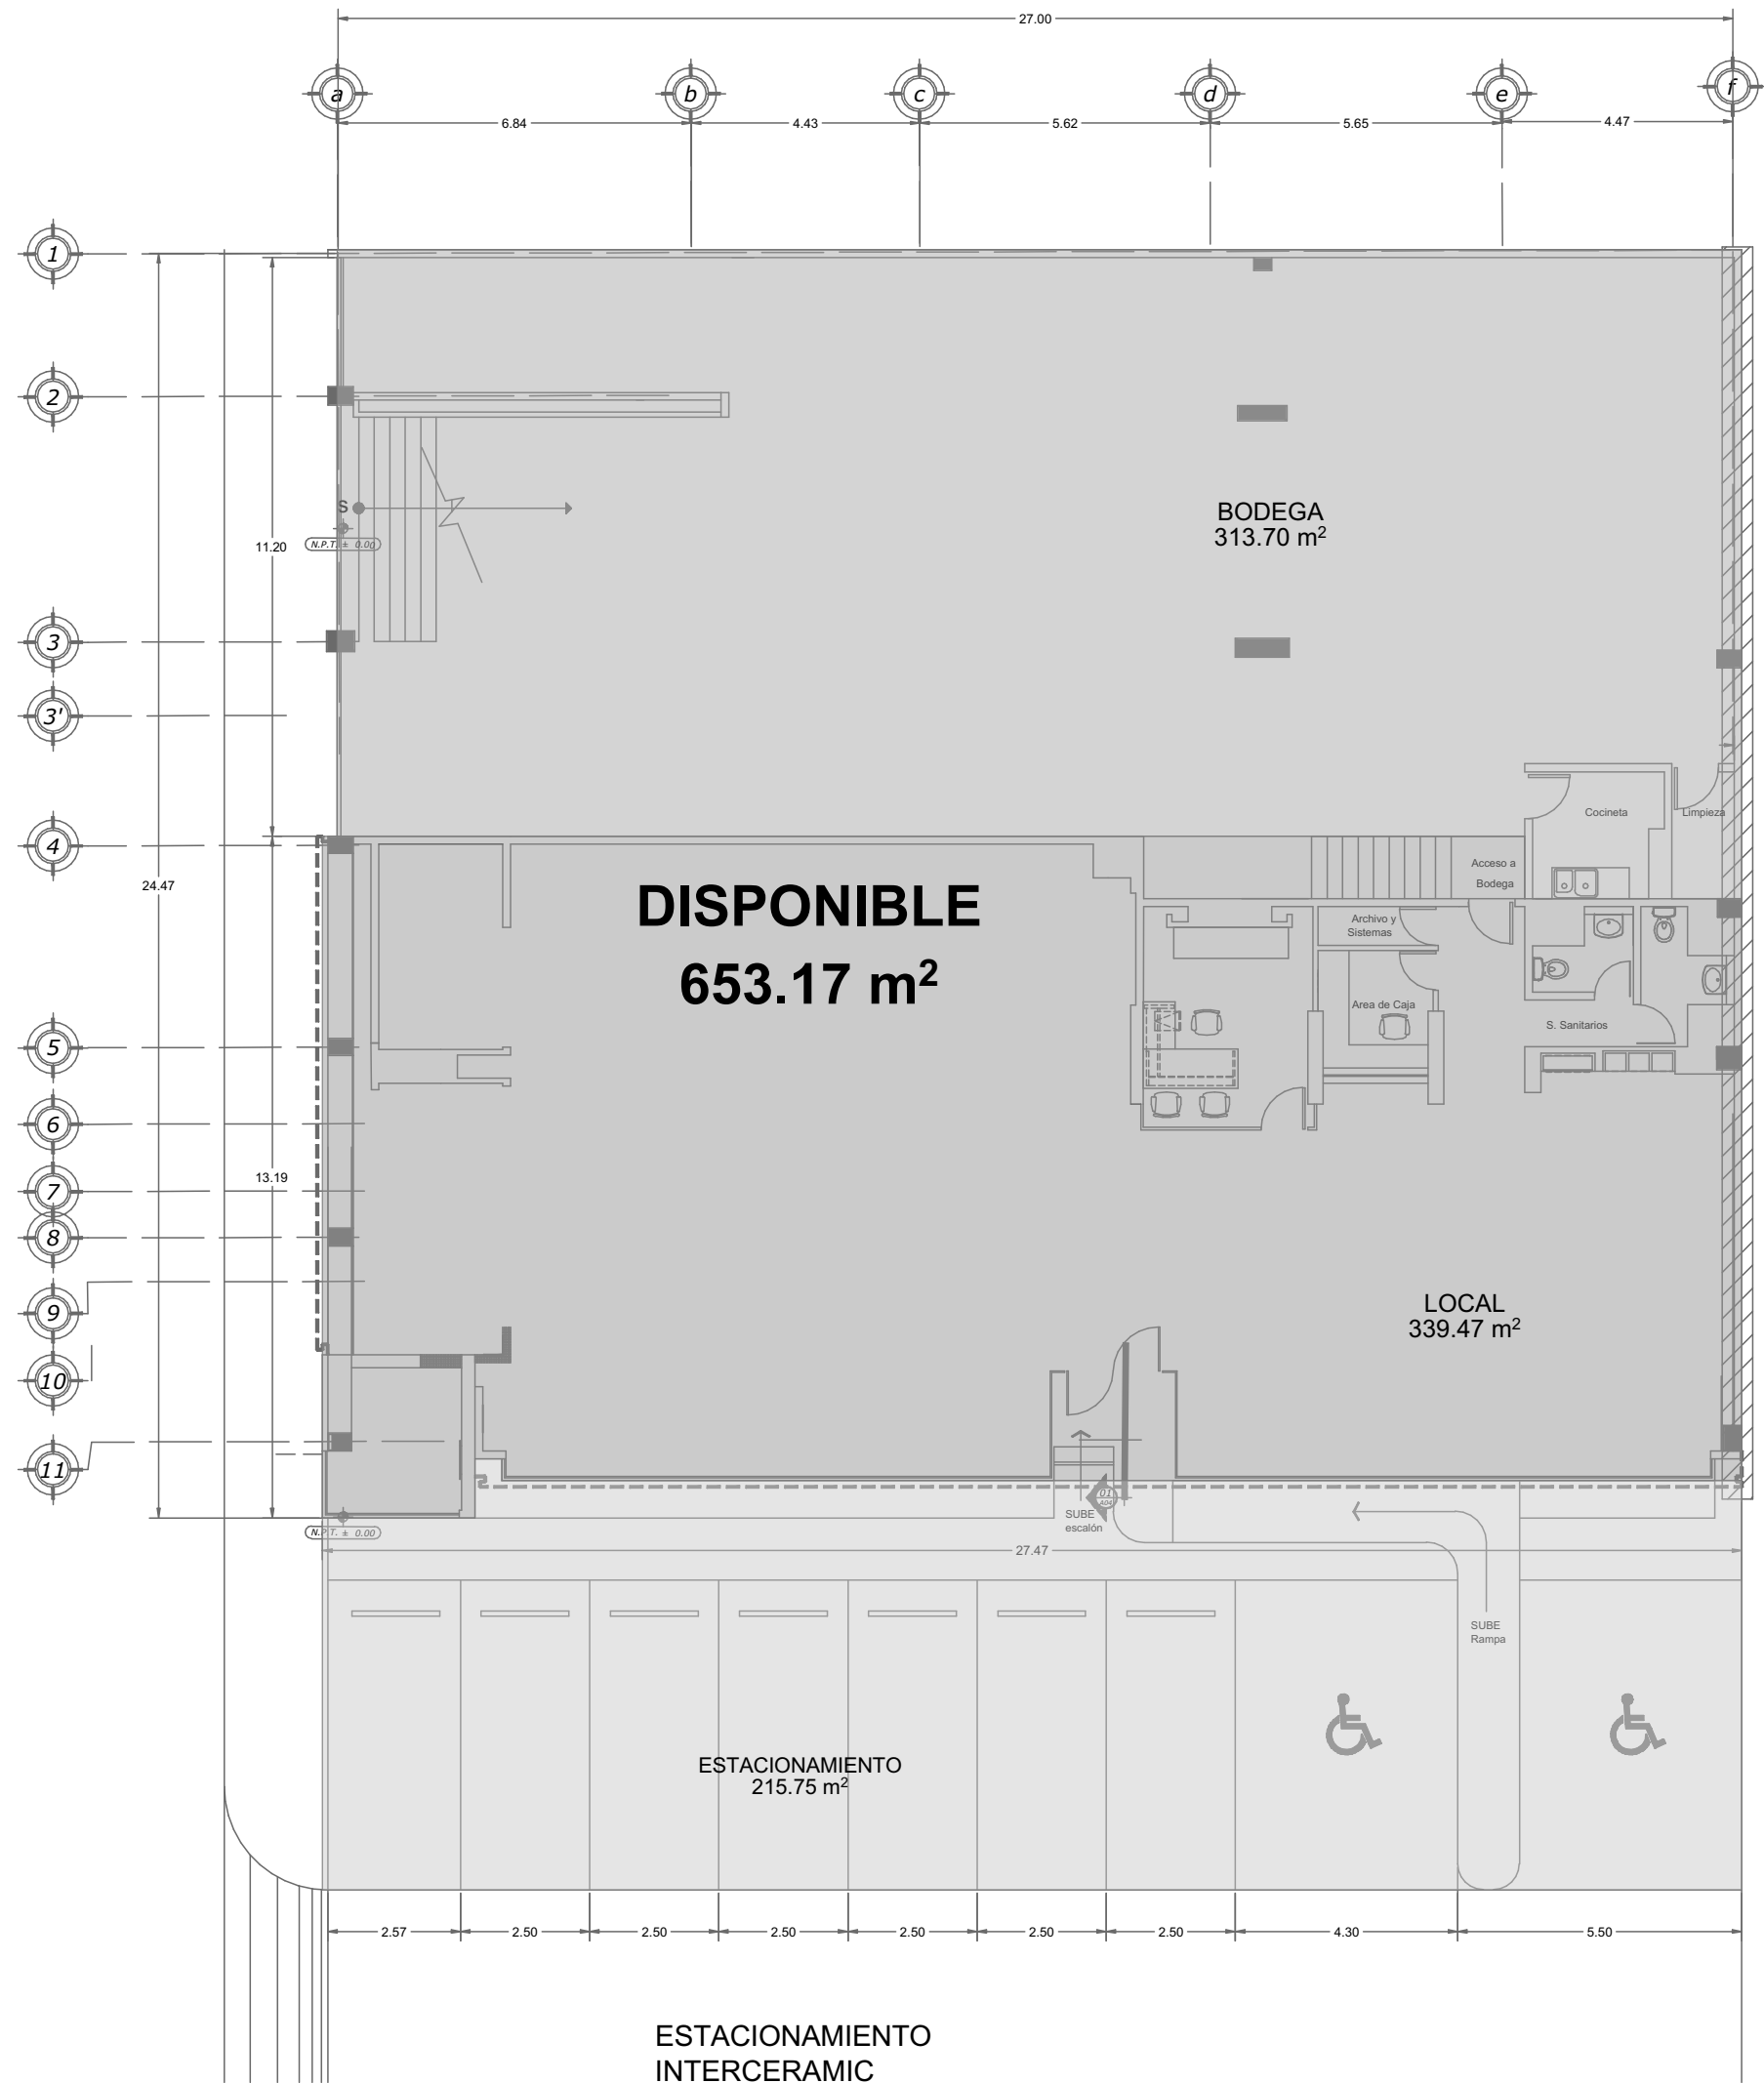 27.00
a b c d e f
6.84 4.43 5.62 5.65 4.47
1
2
S
BODEGA
313.70 m²
11.20
N.P.T. ± 0.00
3
3'
Cocineta
Limpieza
4
24.47
DISPONIBLE
653.17 m²
Acceso a
Bodega
Archivo y
Sistemas
Area de Caja
S. Sanitarios
5
6
13.19
7
8
9
LOCAL
339.47 m²
10
11
01
A04
SUBE
escalón
N.P.T. ± 0.00
27.47
SUBE
Rampa
ESTACIONAMIENTO
215.75 m²
2.57 2.50 2.50 2.50 2.50 2.50 2.50 4.30 5.50
ESTACIONAMIENTO
INTERCERAMIC